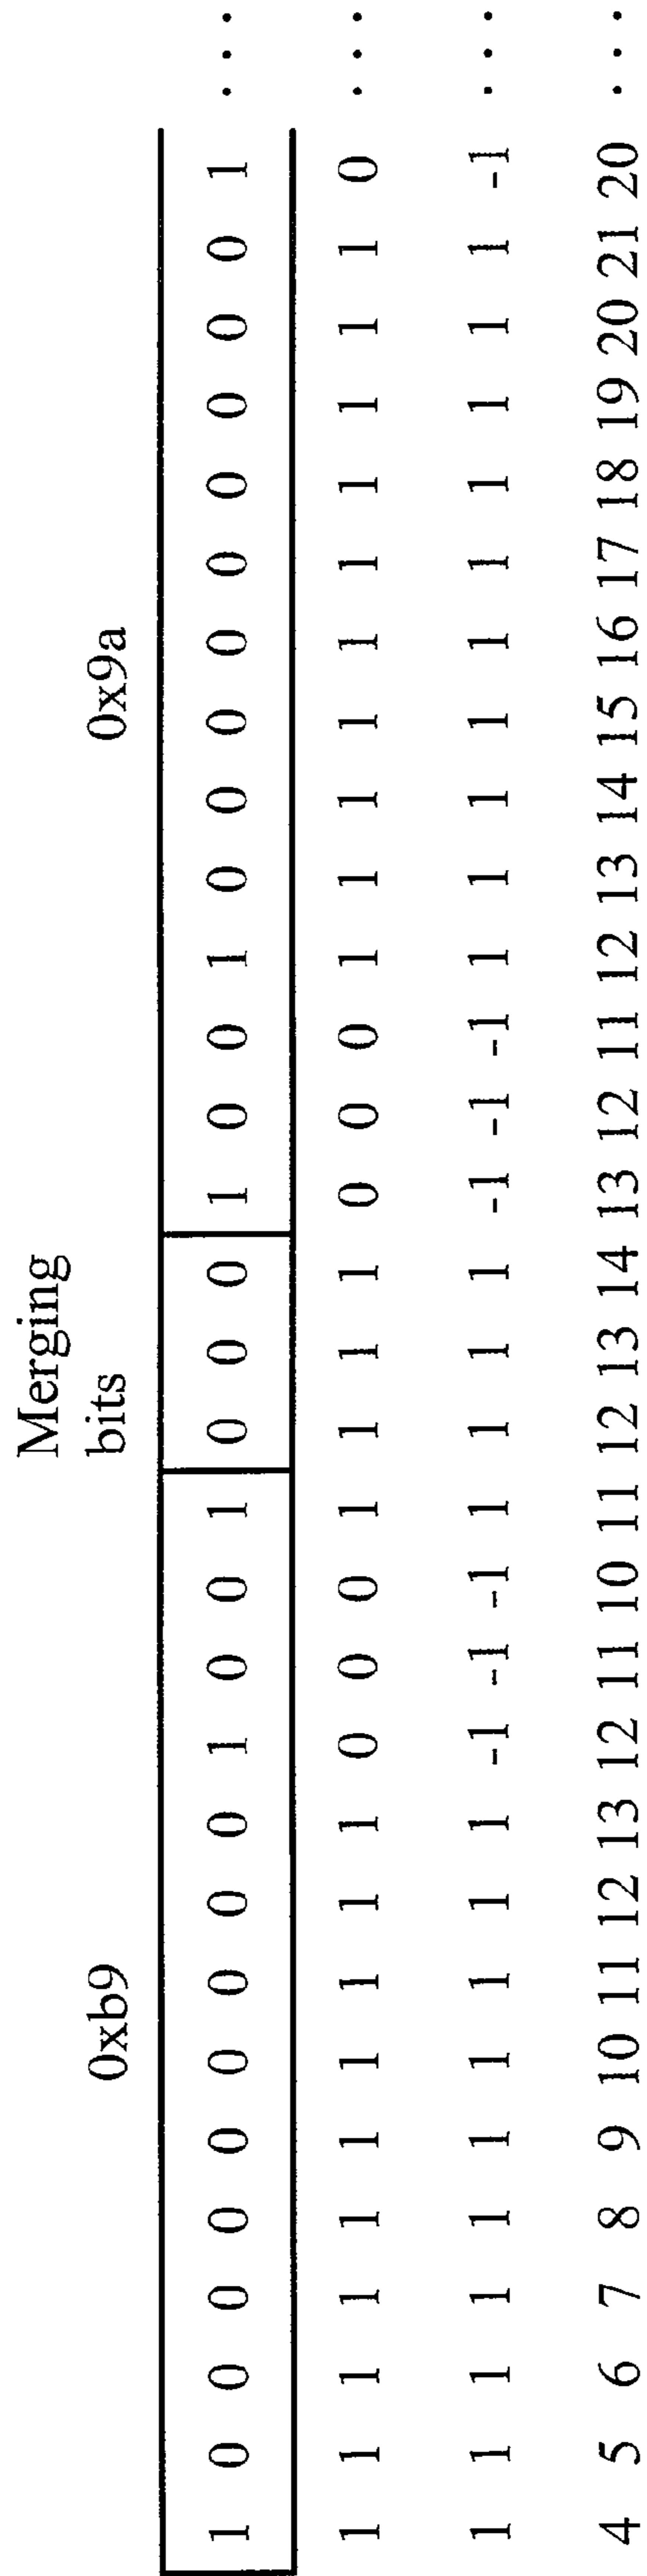 Merging
0xb9 bits 0x9a
1 0 0 0 0 0 0 0 0 0 1 0 0 1 0 0 0 1 0 0 1 0 0 0 0 0 0 0 0 0 1 . . .
1 1 1 1 1 1 1 1 1 1 0 0 0 1 1 1 1 0 0 0 1 1 1 1 1 1 1 1 1 1 0 . . .
1 1 1 1 1 1 1 1 1 1 -1 -1 -1 1 1 1 1 -1 -1 -1 1 1 1 1 1 1 1 1 1 1 -1 . . .
4 5 6 7 8 9 10 11 12 13 12 11 10 11 12 13 14 13 12 11 12 13 14 15 16 17 18 19 20 21 20 . . .